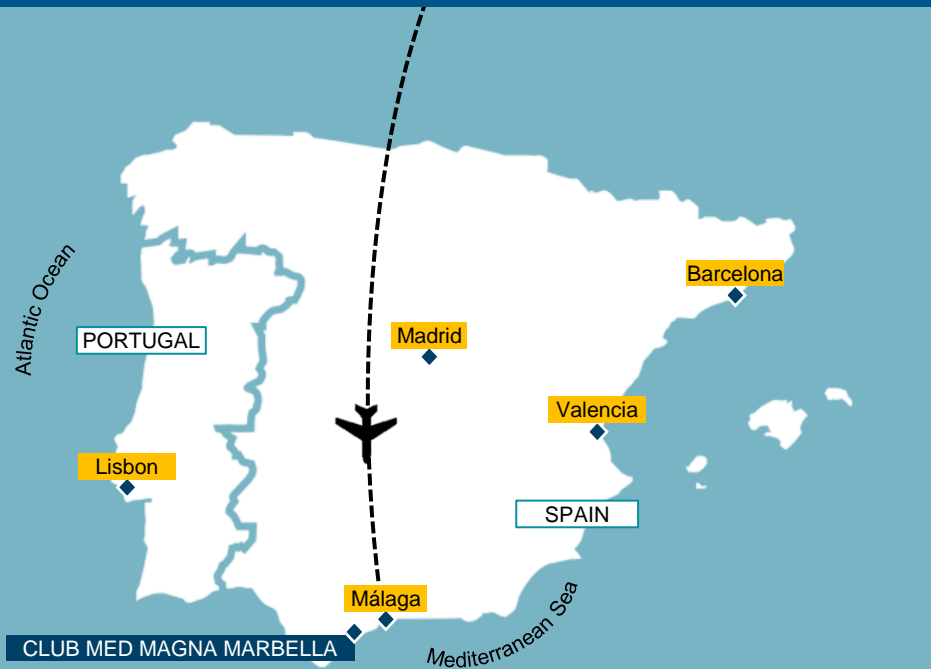 Atlantic Ocean
Barcelona
PORTUGAL
Madrid
Valencia
Lisbon
SPAIN
Málaga
Mediterranean Sea
CLUB MED MAGNA MARBELLA